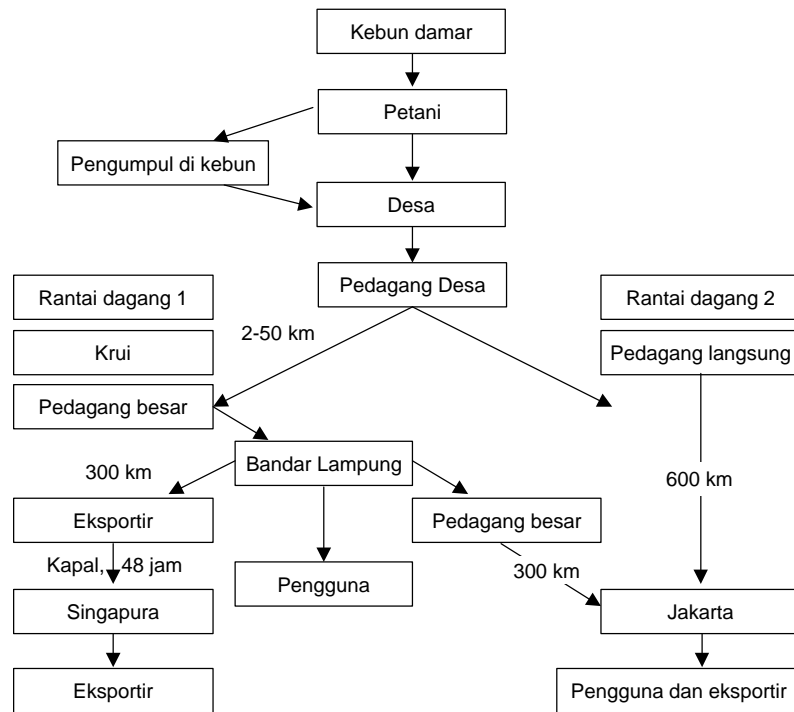 Kebun damar
Petani
Pengumpul di kebun
Desa
Pedagang Desa
Rantai dagang 1
Rantai dagang 2
2-50 km
Krui
Pedagang langsung
Pedagang besar
Bandar Lampung
300 km
600 km
Eksportir
Pedagang besar
Kapal, 48 jam
Pengguna
300 km
Singapura
Jakarta
Eksportir
Pengguna dan eksportir